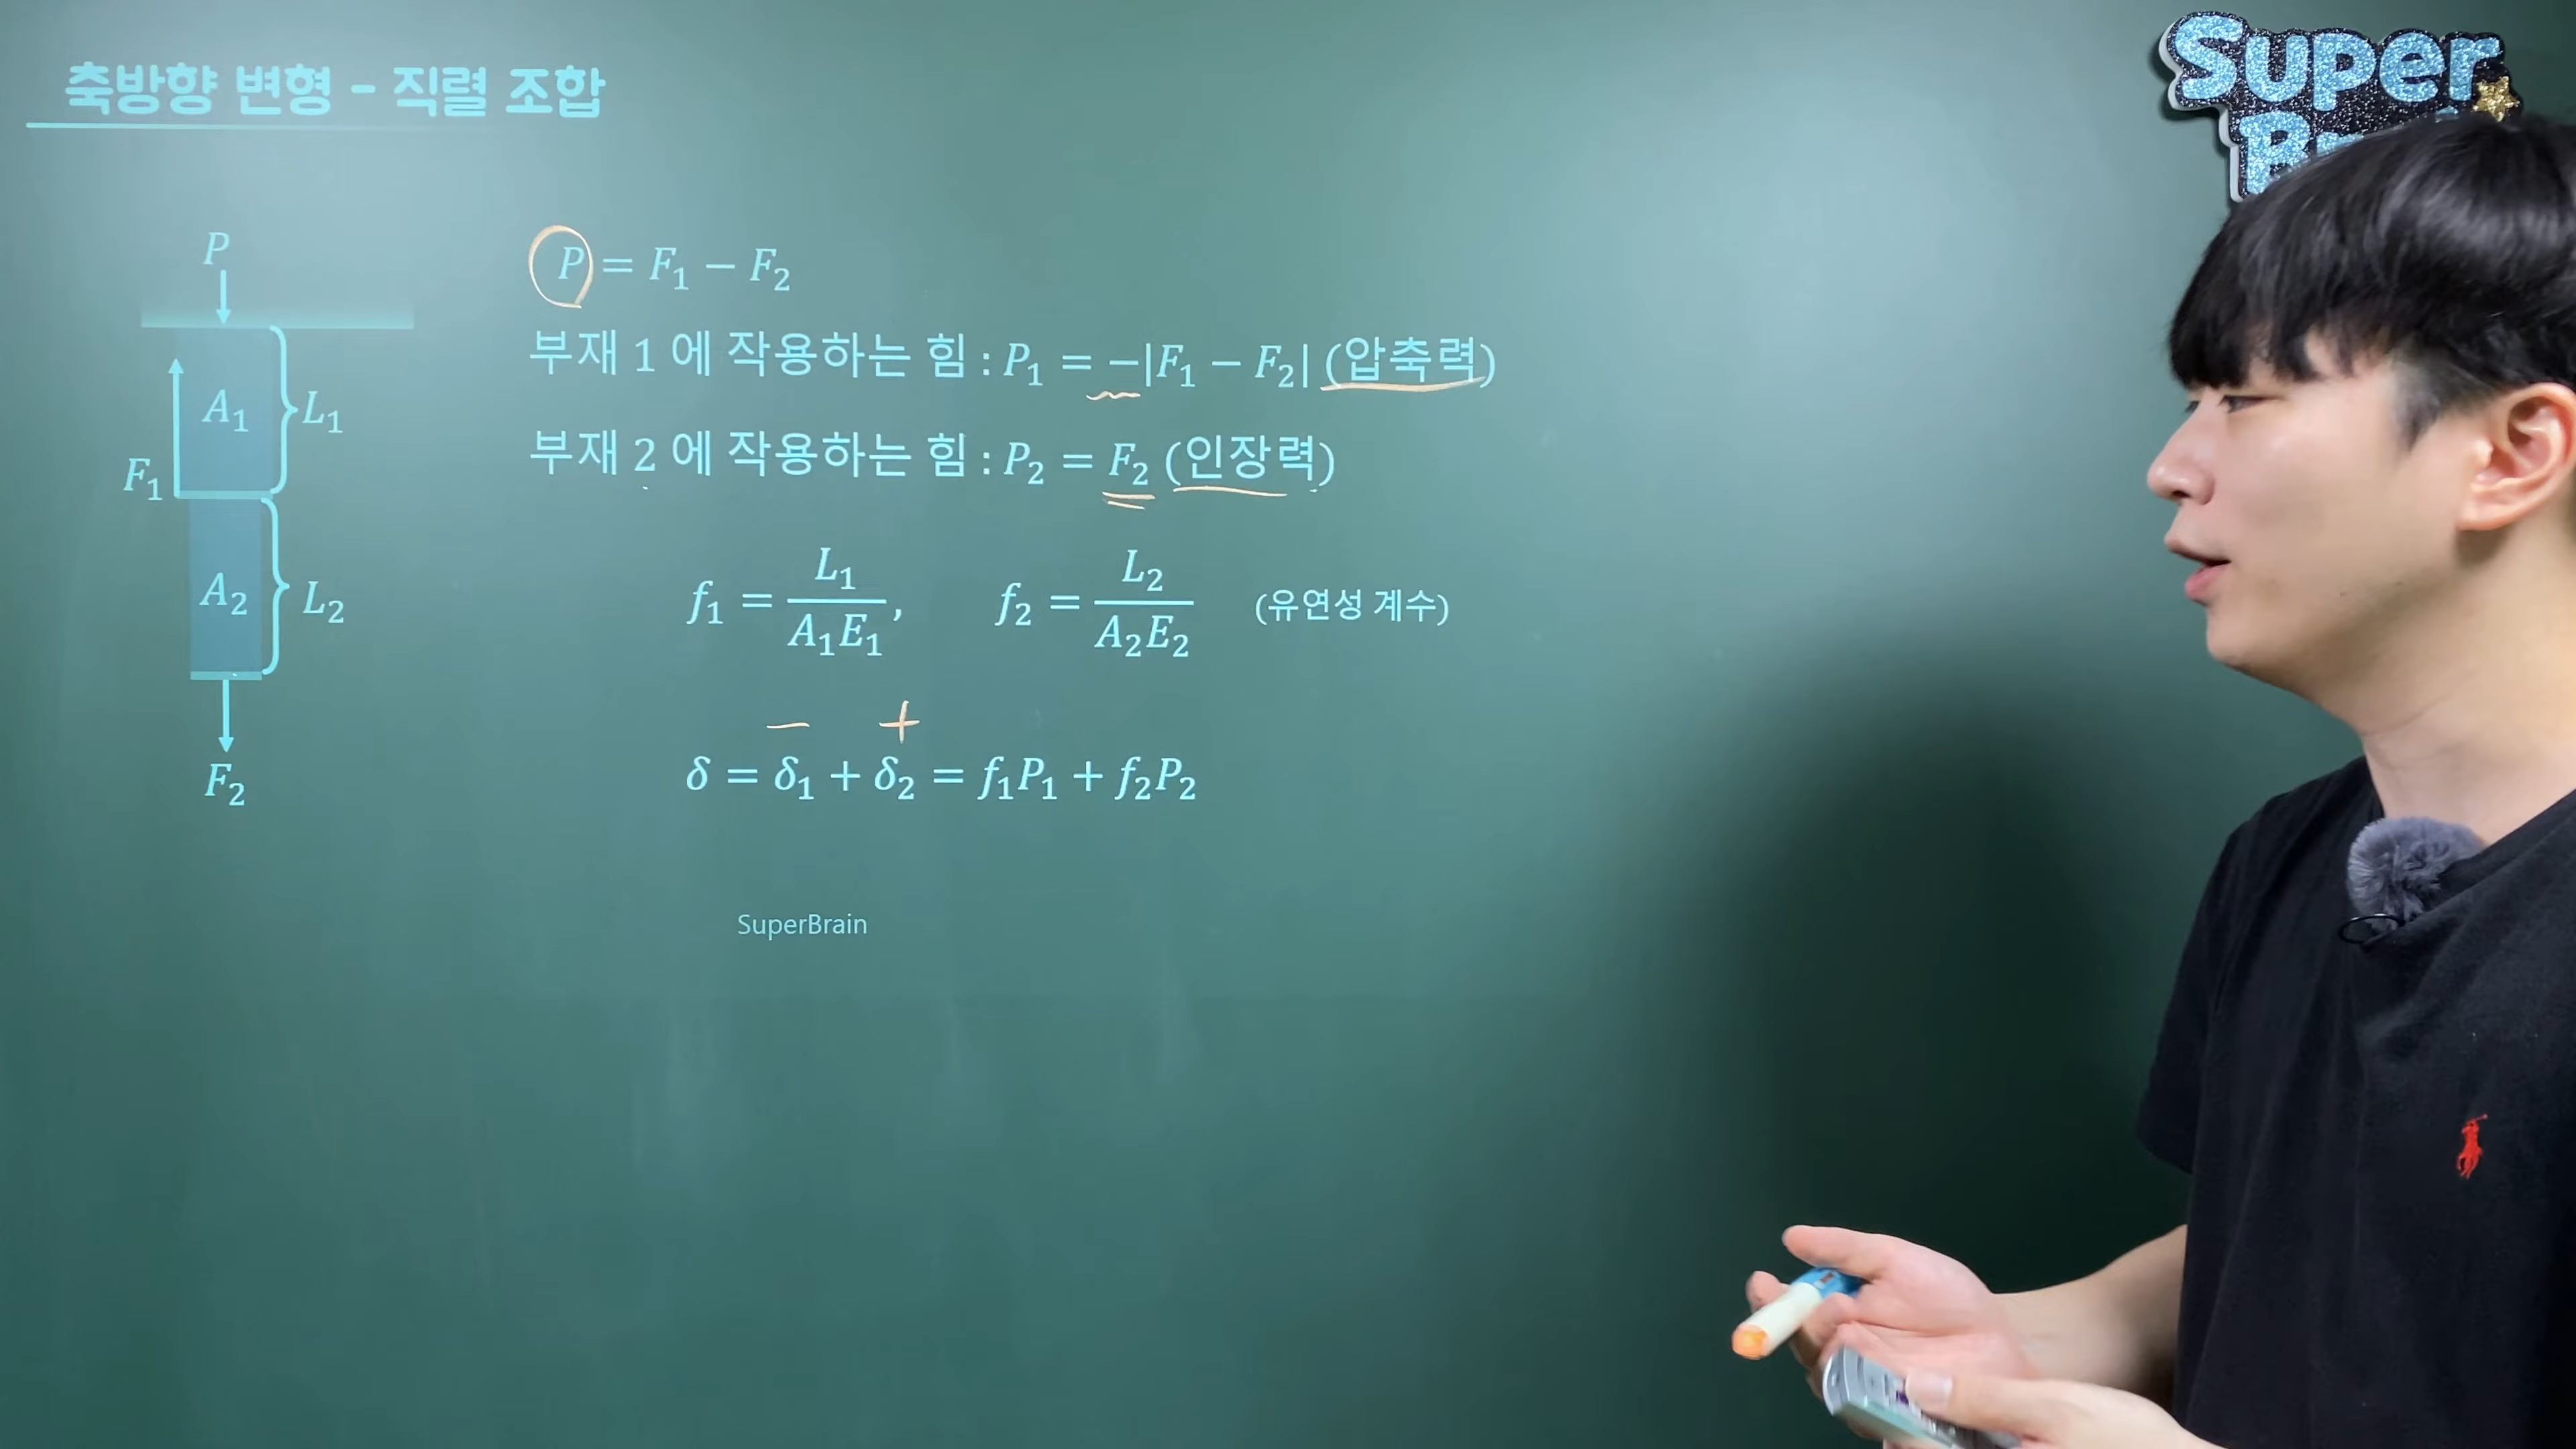 Super
축방향 변형 - 직렬 조합
P
A₁
L₁
F₁
A₂
L₂
F₂
P = F₁ − F₂
부재 1 에 작용하는 힘 : P₁ = −|F₁ − F₂| (압축력)
부재 2 에 작용하는 힘 : P₂ = F₂ (인장력)
f₁ = L₁/A₁E₁, f₂ = L₂/A₂E₂ (유연성 계수)
− +
δ = δ₁ + δ₂ = f₁P₁ + f₂P₂
SuperBrain